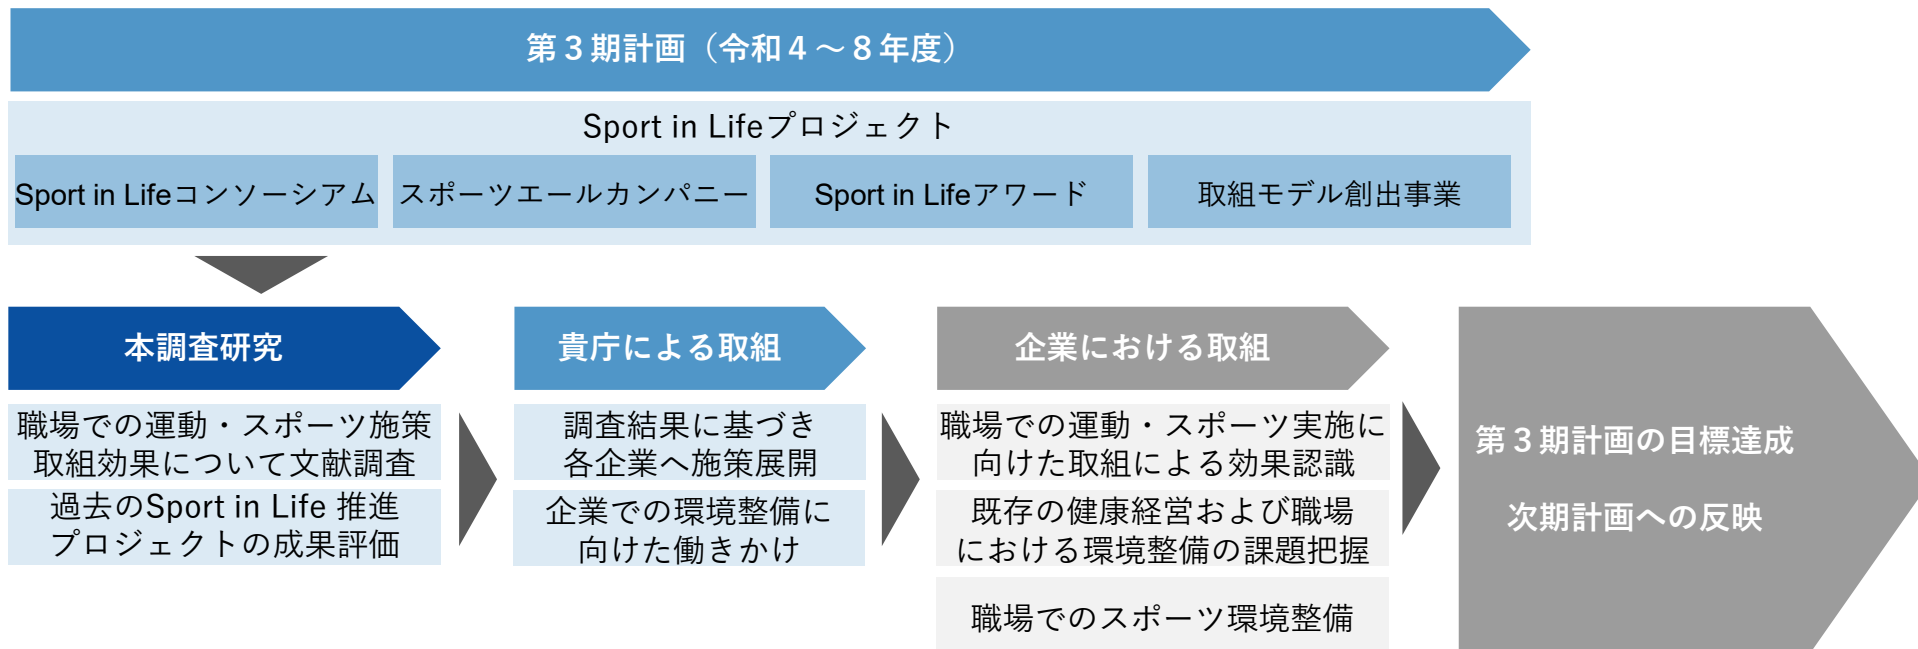 第３期計画（令和４～８年度）
Sport in Lifeプロジェクト
Sport in Lifeコンソーシアム
スポーツエールカンパニー
Sport in Lifeアワード
取組モデル創出事業
本調査研究
職場での運動・スポーツ施策
取組効果について文献調査
過去のSport in Life 推進
プロジェクトの成果評価
貴庁による取組
調査結果に基づき
各企業へ施策展開
企業での環境整備に
向けた働きかけ
企業における取組
職場での運動・スポーツ実施に
向けた取組による効果認識
既存の健康経営および職場
における環境整備の課題把握
職場でのスポーツ環境整備
第３期計画の目標達成
次期計画への反映